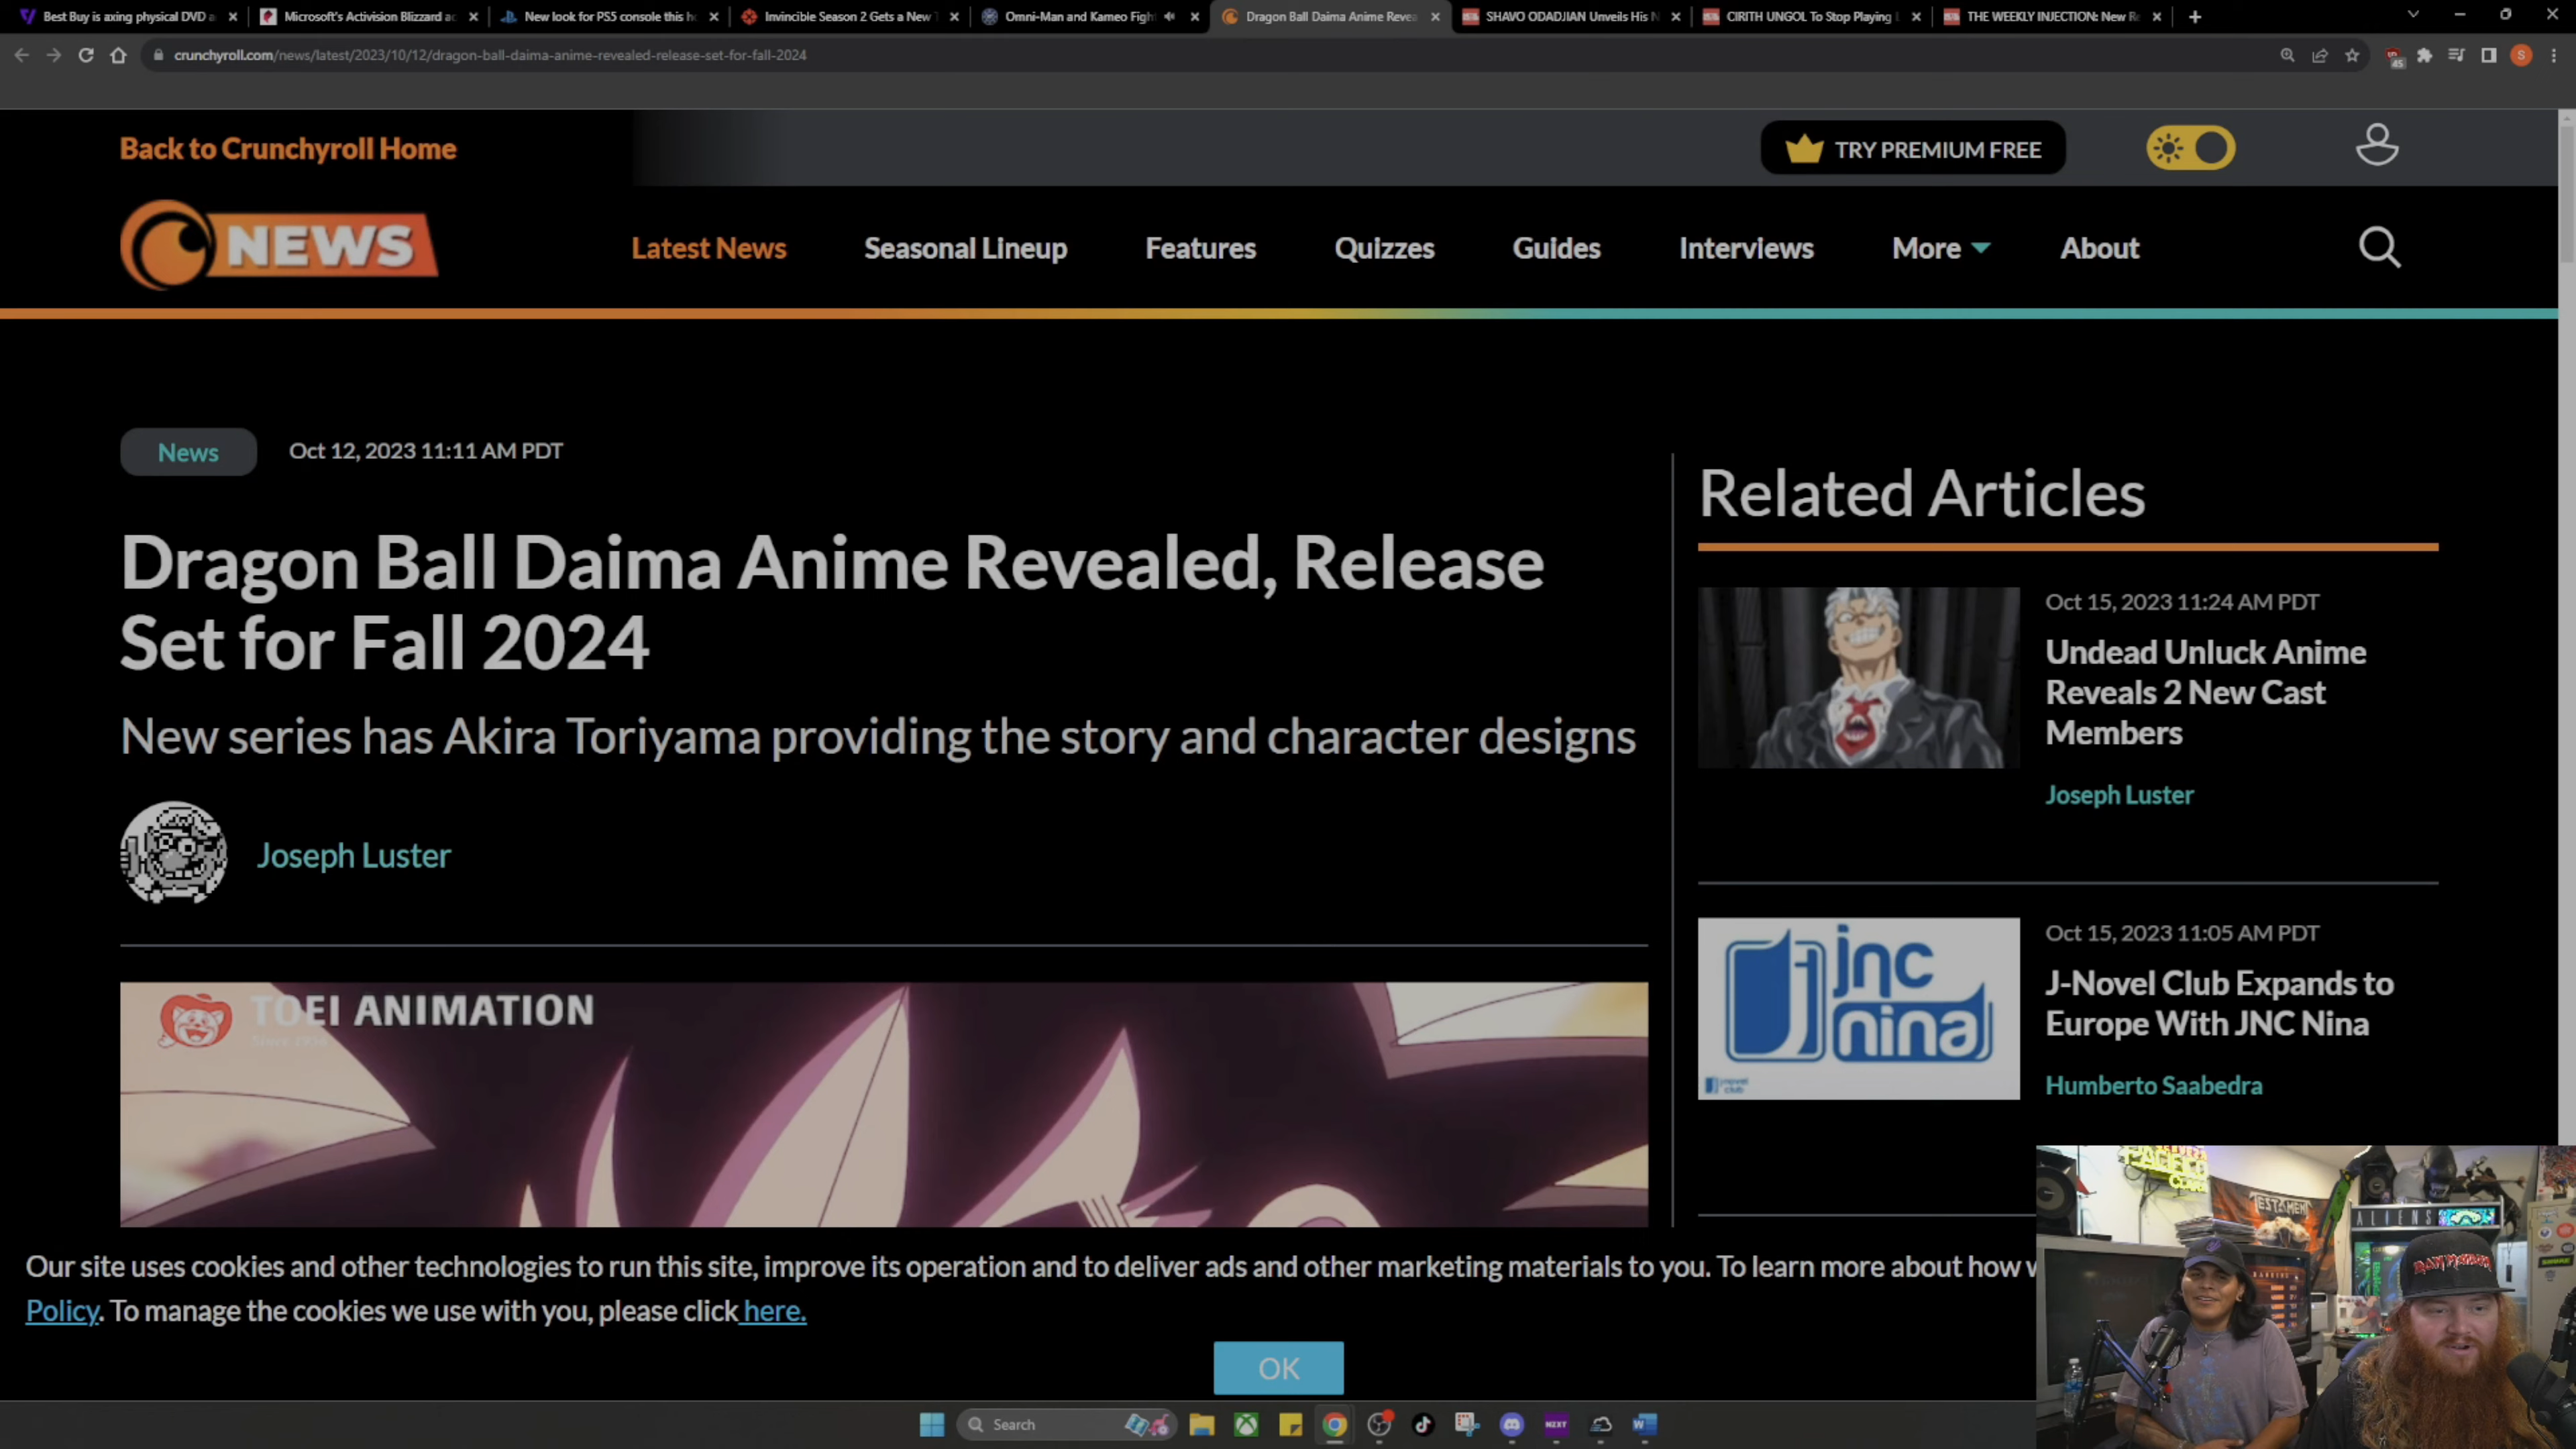 Best Buy is axing physical DVD a
Microsoft's Activision Blizzard ac
New look for PS5 console this h
Invincible Season 2 Gets a New T
Omni-Man and Kameo Figh
Dragon Ball Daima Anime Revea
SHAVO ODADJIAN Unveils His N
CIRITH UNGOL To Stop Playing L
THE WEEKLY INJECTION: New Re
crunchyroll.com/news/latest/2023/10/12/dragon-ball-daima-anime-revealed-release-set-for-fall-2024
45
S
Back to Crunchyroll Home
TRY PREMIUM FREE
NEWS
Latest News
Seasonal Lineup
Features
Quizzes
Guides
Interviews
More
About
News
Oct 12, 2023 11:11 AM PDT
Dragon Ball Daima Anime Revealed, Release
Set for Fall 2024
New series has Akira Toriyama providing the story and character designs
Joseph Luster
TOEI ANIMATION
Related Articles
Oct 15, 2023 11:24 AM PDT
Undead Unluck Anime
Reveals 2 New Cast
Members
Joseph Luster
jnc
nina
Oct 15, 2023 11:05 AM PDT
J-Novel Club Expands to
Europe With JNC Nina
Humberto Saabedra
Our site uses cookies and other technologies to run this site, improve its operation and to deliver ads and other marketing materials to you. To learn more about how
Policy. To manage the cookies we use with you, please click here.
OK
TESTAMENT
ALIENS
IRON MAIDEN
Search
NZXT